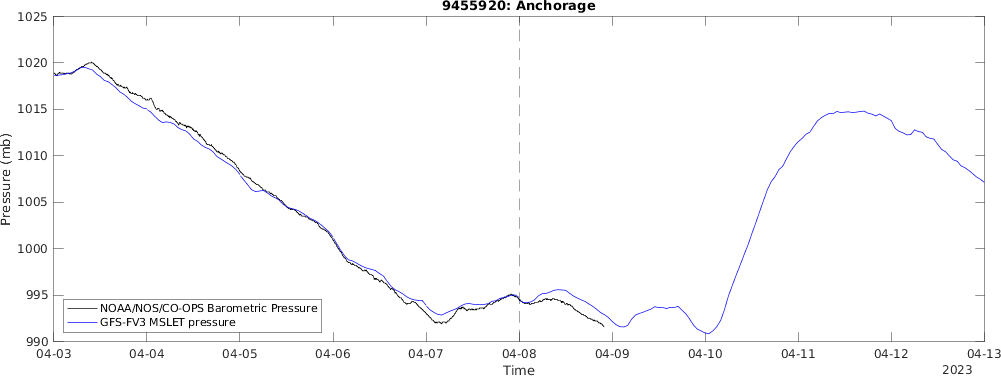 9455920: Anchorage
1025
1020
1015
1010
1005
1000
995
990
Pressure (mb)
NOAA/NOS/CO-OPS Barometric Pressure
GFS-FV3 MSLET pressure
04-03 04-04 04-05 04-06 04-07 04-08 04-09 04-10 04-11 04-12 04-13
Time
2023